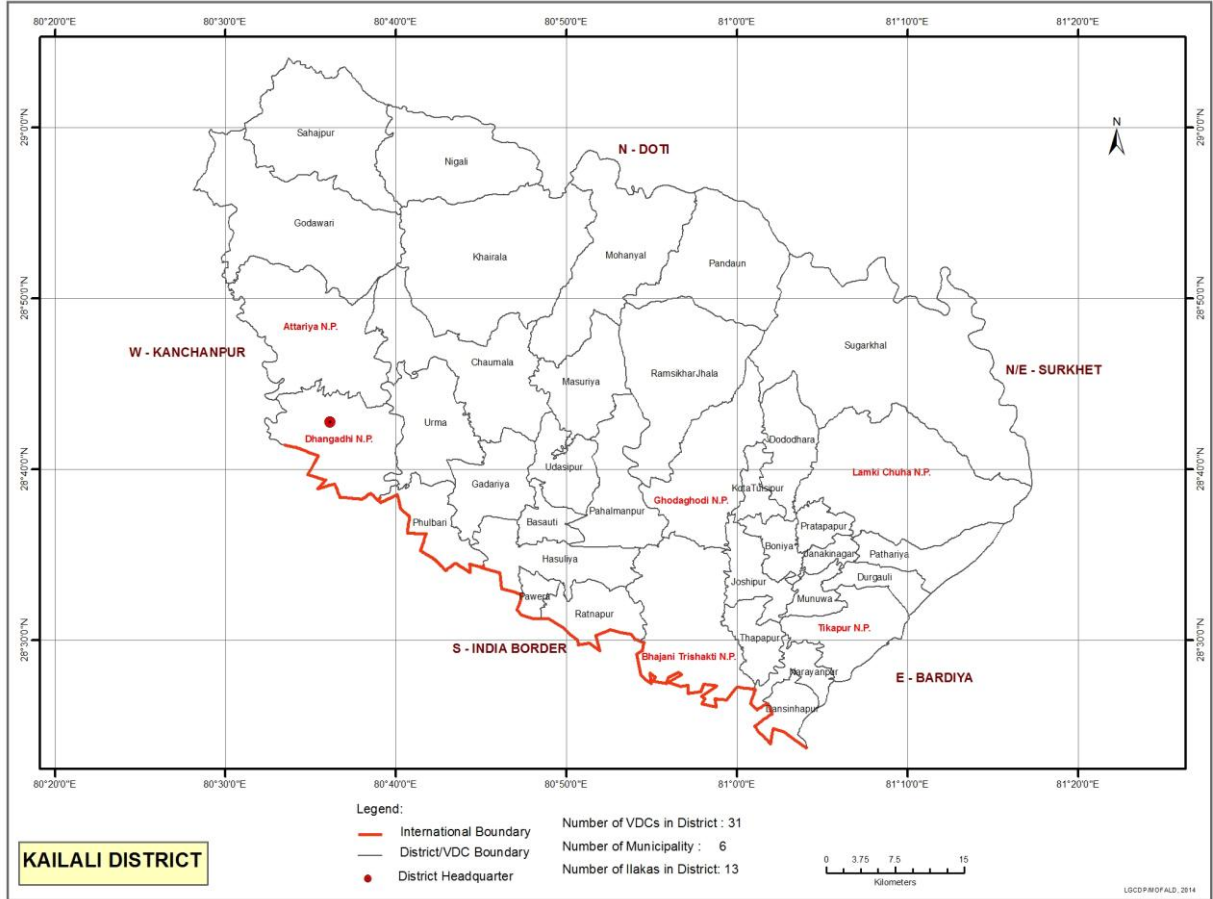 80°20'0"E 80°30'0"E 80°40'0"E 80°50'0"E 81°0'0"E 81°10'0"E 81°20'0"E
29°0'0"N
29°0'0"N
N
Sahajpur
N - DOTI
Nigali
Godawari
Khairala
Mohanyal
Pandaun
28°50'0"N
28°50'0"N
Attariya N.P.
W - KANCHANPUR
Sugarkhal
Chaumala
N/E - SURKHET
RamsikharJhala
Masuriya
Urma
Dhangadhi N.P.
Dododhara
28°40'0"N
28°40'0"N
Udasipur
Lamki Chuha N.P.
Gadariya
KotaTulsipur
Ghodaghodi N.P.
Pahalmanpur
Phulbari
Basauti
Pratapapur
Boniya
Janakinagar
Pathariya
Hasuliya
Durgauli
Joshipur
Pawera
Munuwa
Ratnapur
Tikapur N.P.
Thapapur
28°30'0"N
28°30'0"N
S - INDIA BORDER
Bhajani Trishakti N.P.
Narayanpur
E - BARDIYA
Bansinhapur
80°20'0"E 80°30'0"E 80°40'0"E 80°50'0"E 81°0'0"E 81°10'0"E 81°20'0"E
KAILALI DISTRICT
Legend:
International Boundary
District/VDC Boundary
District Headquarter
Number of VDCs in District : 31
Number of Municipality : 6
Number of Ilakas in District: 13
0 3.75 7.5 15
Kilometers
LGCDP/MOFALD, 2014